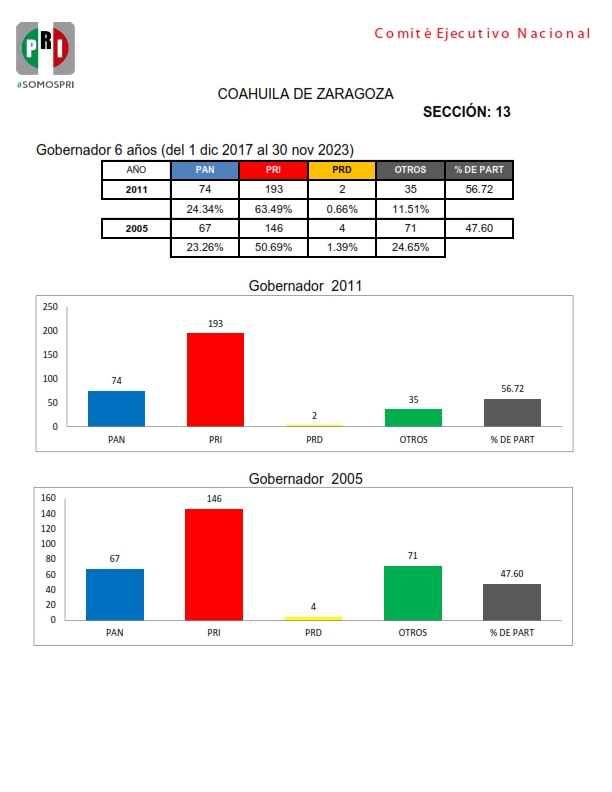 Comité Ejecutivo Nacional
PRI
#SOMOSPRI
COAHUILA DE ZARAGOZA
SECCIÓN: 13
Gobernador 6 años (del 1 dic 2017 al 30 nov 2023)
AÑO PAN PRI PRD OTROS % DE PART
2011 74 193 2 35 56.72
24.34% 63.49% 0.66% 11.51%
2005 67 146 4 71 47.60
23.26% 50.69% 1.39% 24.65%
Gobernador 2011
250
200
150
100
50
0
193
74
2
35
56.72
PAN PRI PRD OTROS % DE PART
Gobernador 2005
160
140
120
100
80
60
40
20
0
67
146
4
71
47.60
PAN PRI PRD OTROS % DE PART